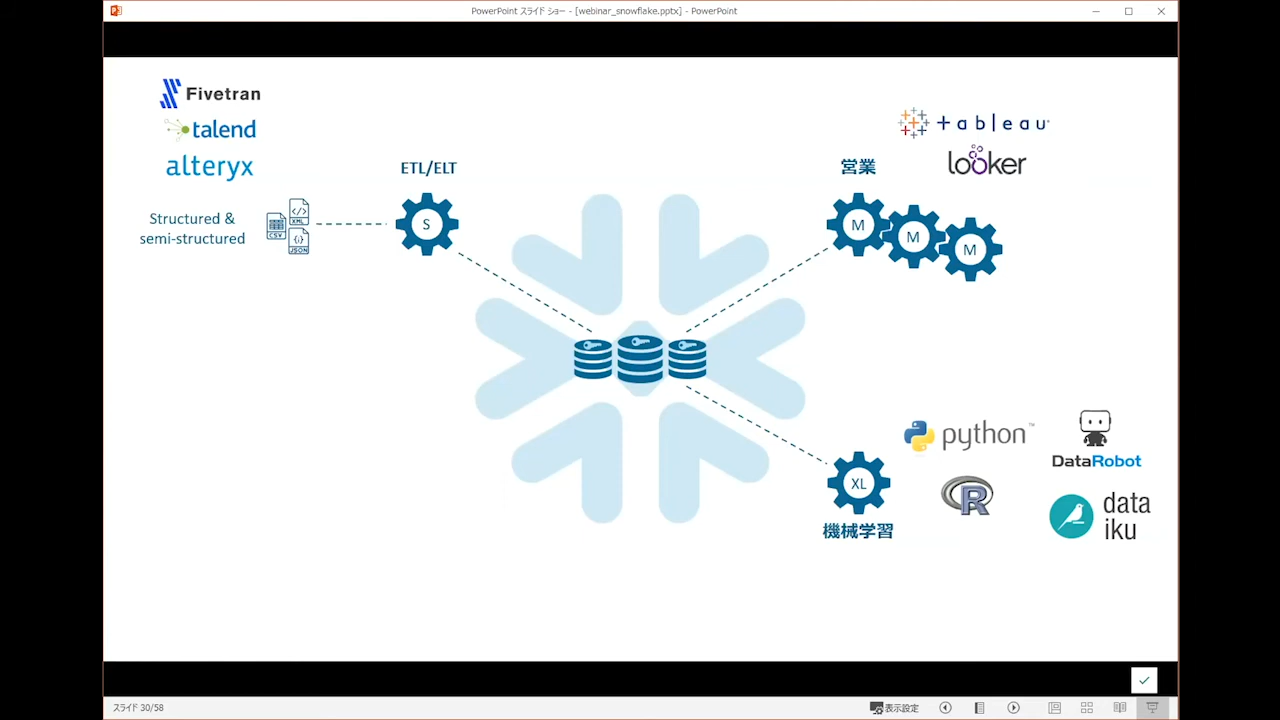 PowerPoint スライド ショー - [webinar_snowflake.pptx] - PowerPoint
Fivetran
talend
alteryx
ETL/ELT
Structured &
semi-structured
CSV
XML
JSON
S
+ableau
looker
営業
M
M
M
python™
DataRobot
R
data
iku
XL
機械学習
スライド 30/58
表示設定